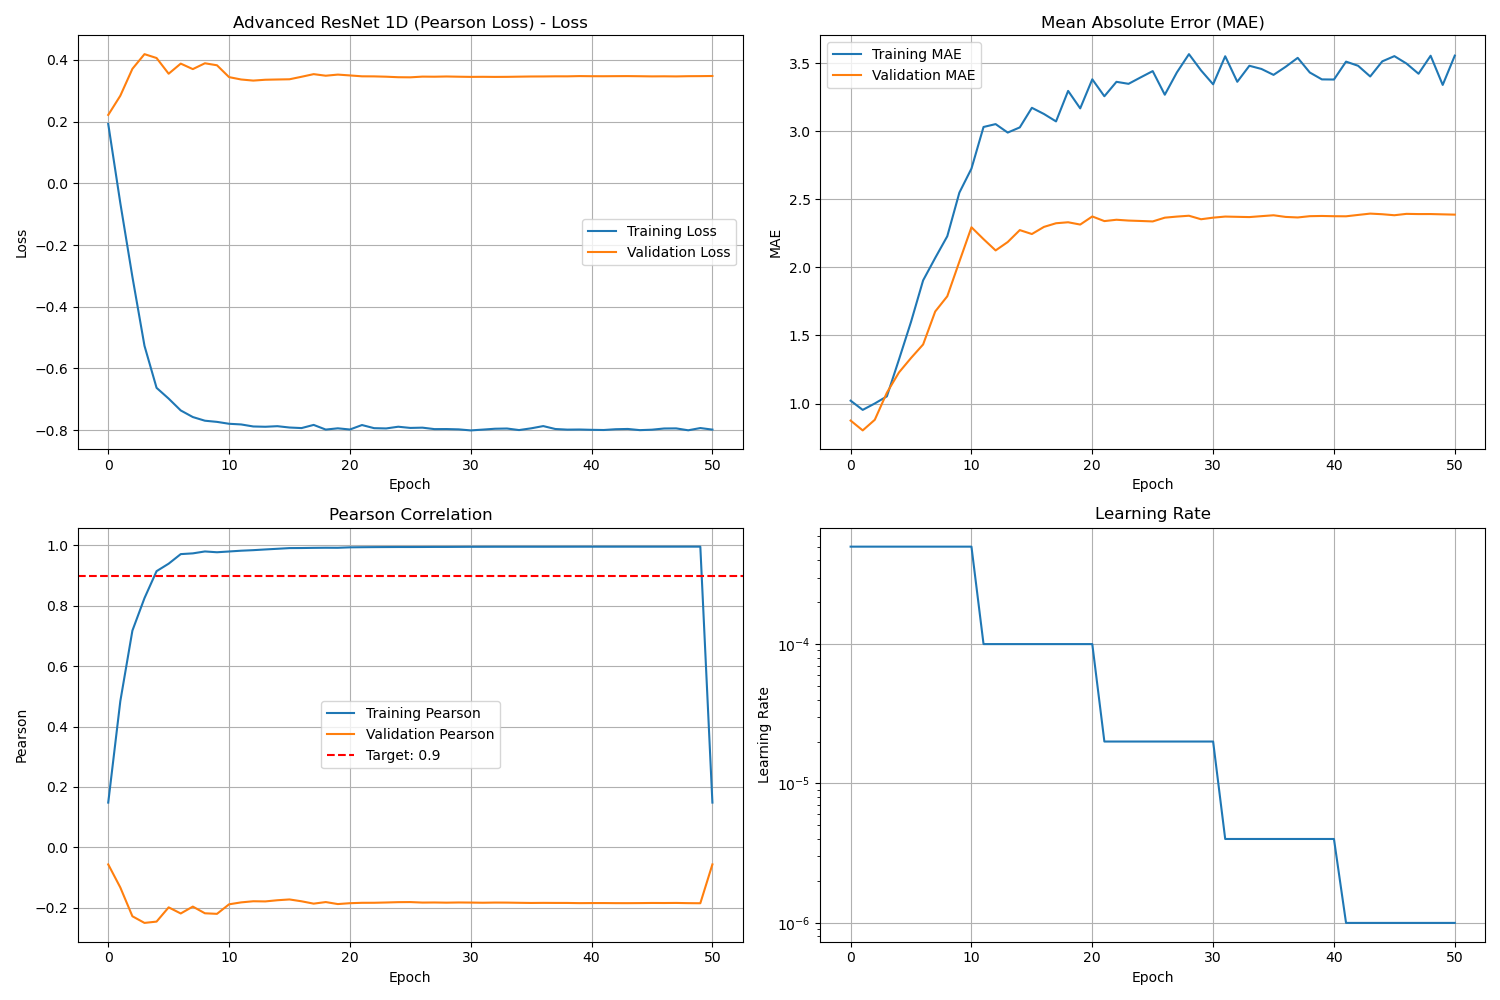 Advanced ResNet 1D (Pearson Loss) - Loss
0.4
0.2
0.0
−0.2
−0.4
−0.6
−0.8
Loss
Training Loss
Validation Loss
0 10 20 30 40 50
Epoch
Mean Absolute Error (MAE)
Training MAE
Validation MAE
3.5
3.0
2.5
2.0
1.5
1.0
MAE
0 10 20 30 40 50
Epoch
Pearson Correlation
1.0
0.8
0.6
0.4
0.2
0.0
−0.2
Pearson
Training Pearson
Validation Pearson
Target: 0.9
0 10 20 30 40 50
Epoch
Learning Rate
10⁻⁴
10⁻⁵
10⁻⁶
Learning Rate
0 10 20 30 40 50
Epoch